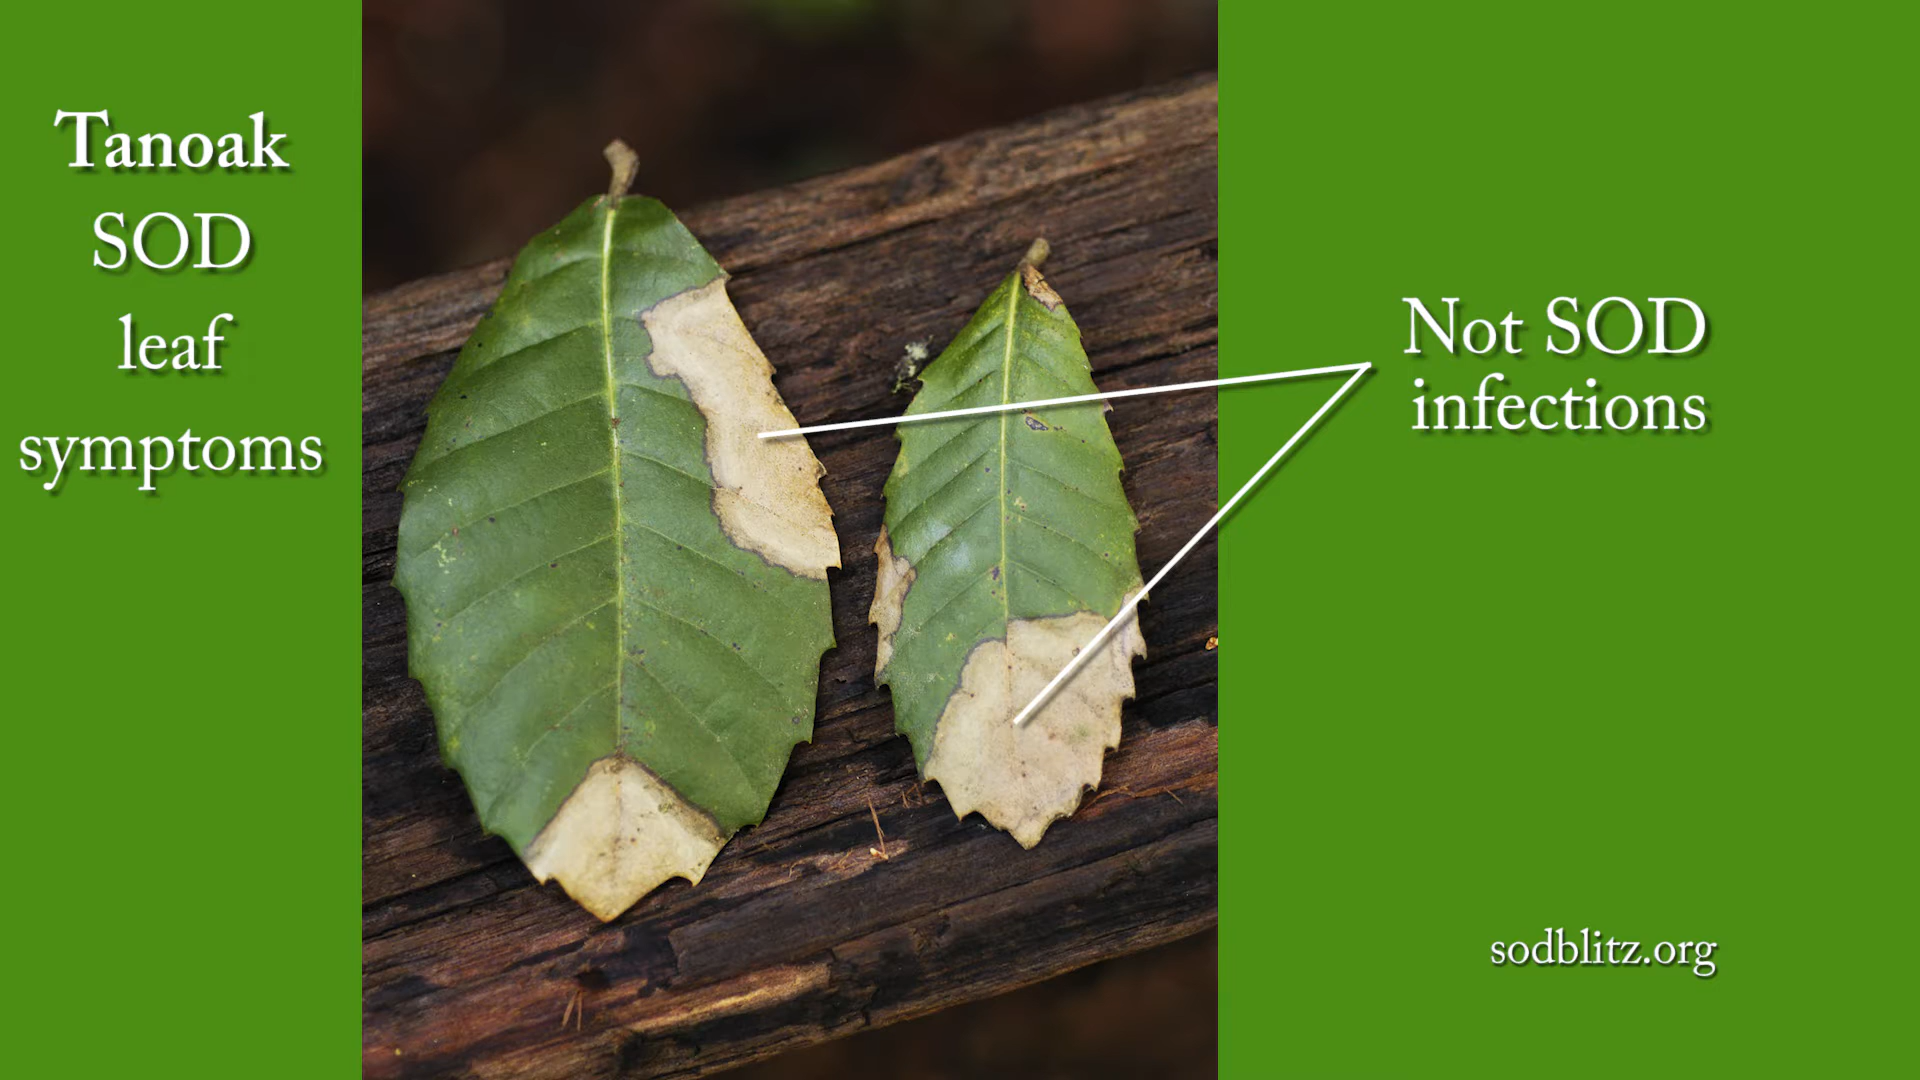 Tanoak
SOD
leaf
symptoms
Not SOD
infections
sodblitz.org